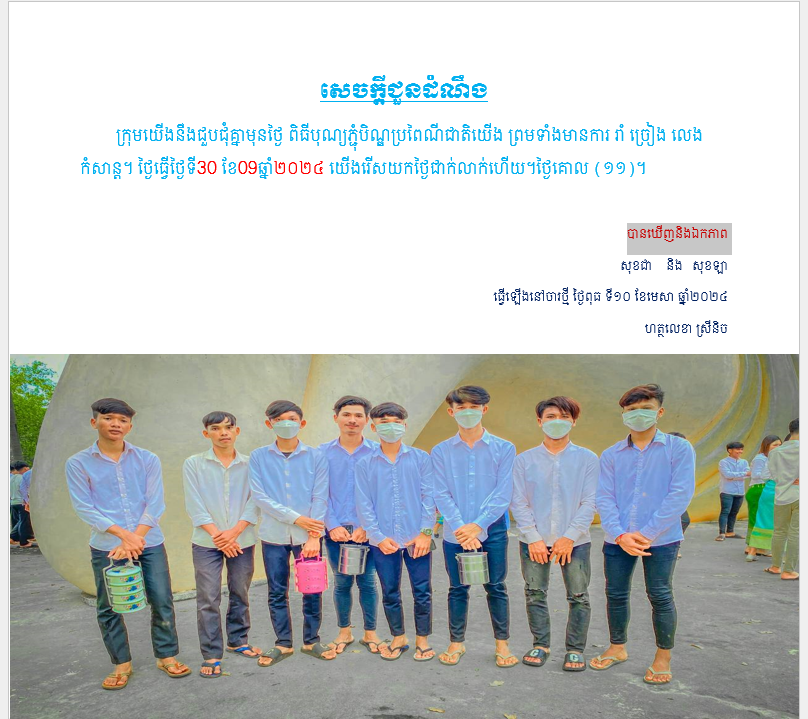 សេចក្តីជួនដំណឹង
ក្រុមយើងនឹងជួបជុំគ្នាមុនថ្ងៃ ពិធីបុណ្យភ្ជុំបិណ្ឌប្រពៃណីជាតិយើង ព្រមទាំងមានការ រាំ ច្រៀង លេង
កំសាន្ត។ ថ្ងៃធ្វើថ្ងៃទី30 ខែ09ឆ្នាំ២០២៤ យើងរើសយកថ្ងៃជាក់លាក់ហើយ។ថ្ងៃគោល (១១)។
បានឃើញនិងឯកភាព
សុខជា និង សុខឡា
ធ្វើឡើងនៅចារថ្មី ថ្ងៃពុធ ទី១០ ខែមេសា ឆ្នាំ២០២៤
ហត្ថលេខា ស្រីនិច